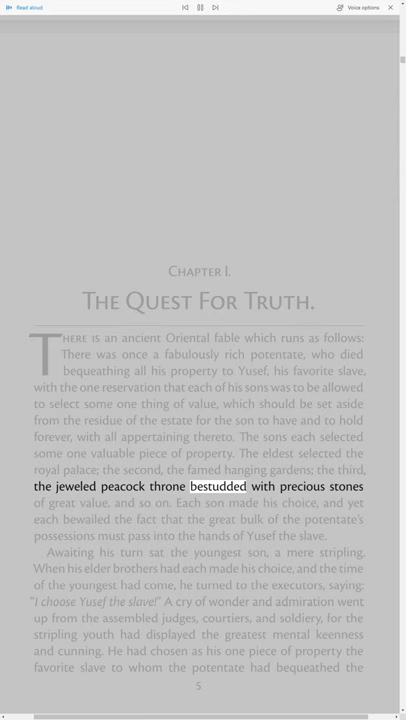 Read aloud
Voice options
Chapter I.
The Quest For Truth.
There is an ancient Oriental fable which runs as follows:
There was once a fabulously rich potentate, who died
bequeathing all his property to Yusef, his favorite slave,
with the one reservation that each of his sons was to be allowed
to select some one thing of value, which should be set aside
from the residue of the estate for the son to have and to hold
forever, with all appertaining thereto. The sons each selected
some one valuable piece of property. The eldest selected the
royal palace; the second, the famed hanging gardens; the third,
the jeweled peacock throne bestudded with precious stones
of great value, and so on. Each son made his choice, and yet
each bewailed the fact that the great bulk of the potentate's
possessions must pass into the hands of Yusef the slave.
Awaiting his turn sat the youngest son, a mere stripling.
When his elder brothers had each made his choice, and the time
of the youngest had come, he turned to the executors, saying:
"I choose Yusef the slave!" A cry of wonder and admiration went
up from the assembled judges, courtiers, and soldiery, for the
stripling youth had displayed the greatest mental keenness
and cunning. He had chosen as his one piece of property the
favorite slave to whom the potentate had bequeathed the
5